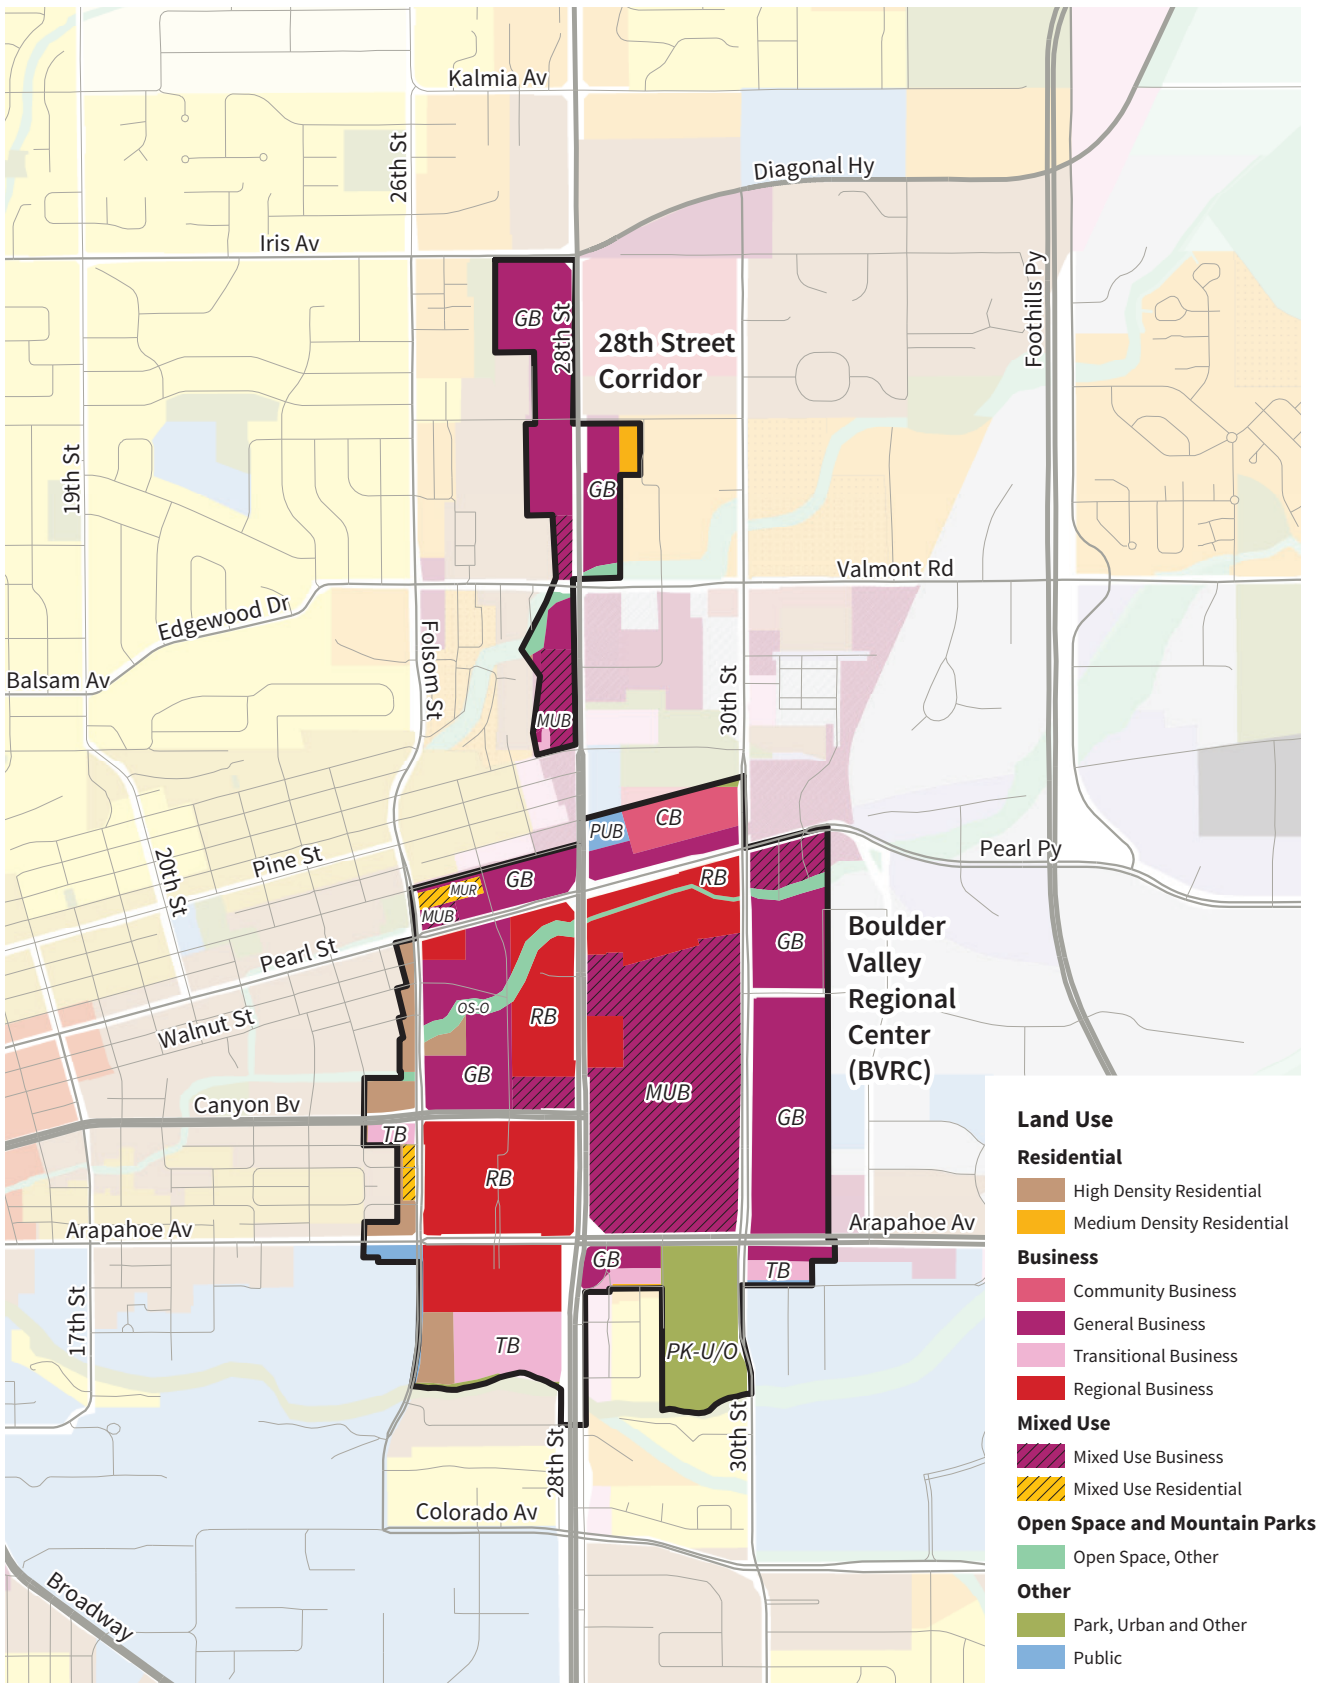 Kalmia Av
26th St
Diagonal Hy
Iris Av
Foothills Py
GB
28th St
28th Street
Corridor
19th St
GB
Valmont Rd
Edgewood Dr
Folsom St
Balsam Av
30th St
MUB
CB
PUB
Pearl Py
Pine St
20th St
GB
RB
MUR
MUB
Boulder
Valley
Regional
Center
(BVRC)
GB
Pearl St
OS-O
RB
Walnut St
GB
MUB
Canyon Bv
GB
TB
RB
Arapahoe Av
Arapahoe Av
GB
TB
17th St
TB
PK-U/O
28th St
30th St
Colorado Av
Broadway
Land Use
Residential
High Density Residential
Medium Density Residential
Business
Community Business
General Business
Transitional Business
Regional Business
Mixed Use
Mixed Use Business
Mixed Use Residential
Open Space and Mountain Parks
Open Space, Other
Other
Park, Urban and Other
Public